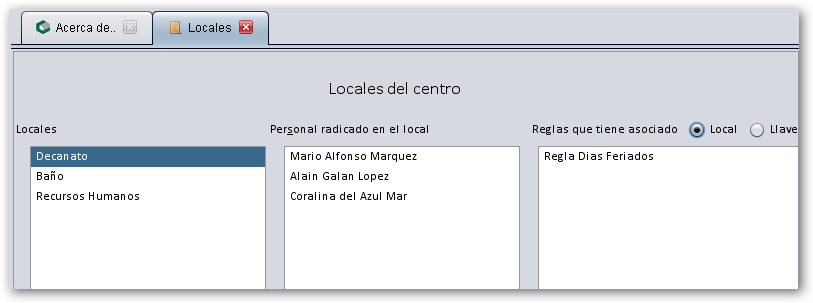 Acerca de.. Locales
Locales del centro
Locales Personal radicado en el local Reglas que tiene asociado Local Llave
Decanato Mario Alfonso Marquez Regla Dias Feriados
Baño Alain Galan Lopez
Recursos Humanos Coralina del Azul Mar